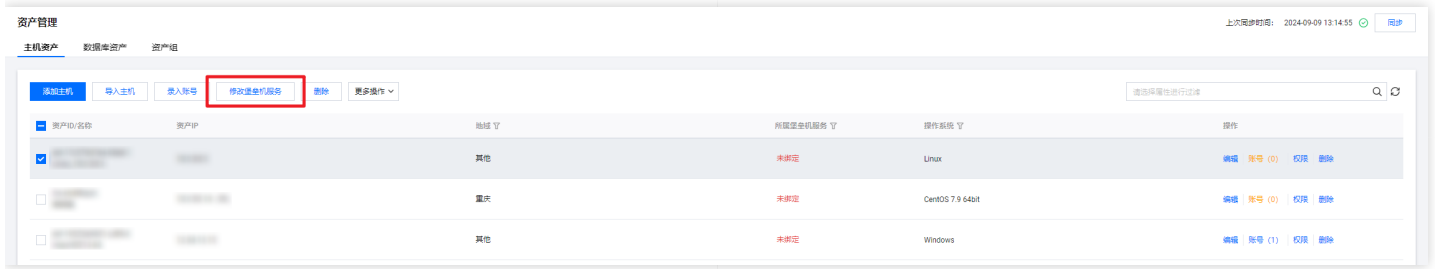 资产管理
上次同步时间： 2024-09-09 13:14:55 同步
主机资产 数据库资产 资产组
添加主机 导入主机 录入账号 修改堡垒机服务 删除 更多操作 请选择属性进行过滤
资产ID/名称 资产IP 地域 所属堡垒机服务 操作系统 操作
其他 未绑定 Linux 编辑 账号 (0) 权限 删除
重庆 未绑定 CentOS 7.9 64bit 编辑 账号 (0) 权限 删除
其他 未绑定 Windows 编辑 账号 (1) 权限 删除